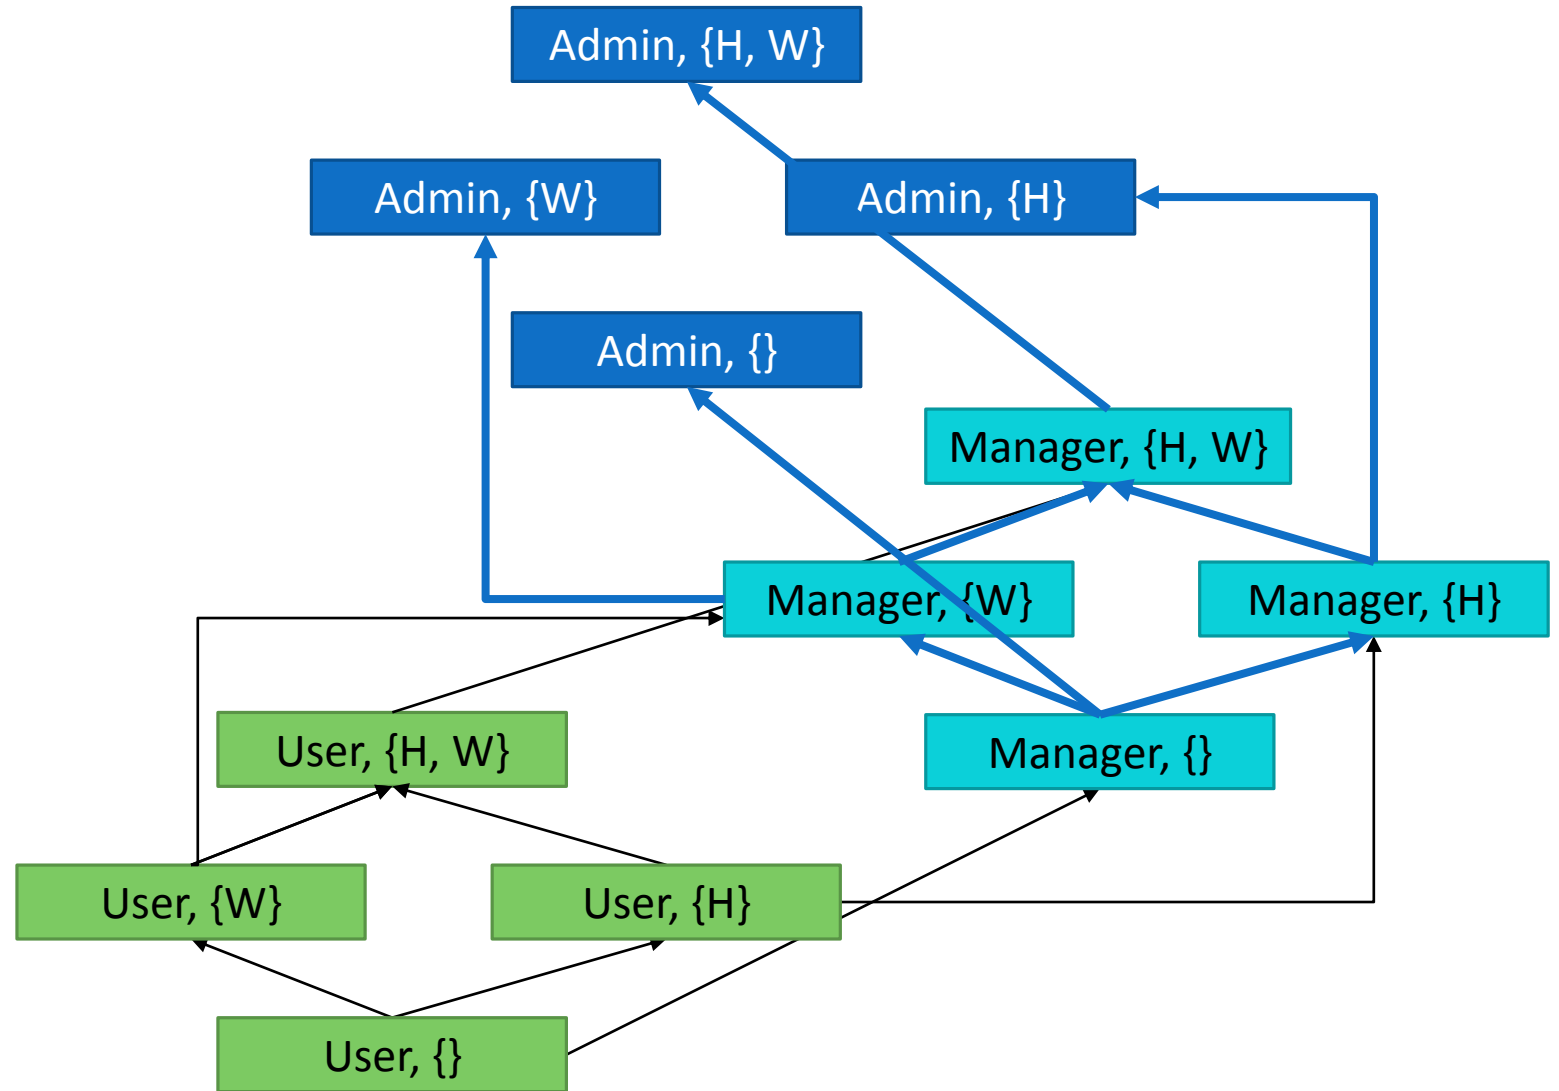 Admin, {H, W}
Admin, {W}
Admin, {H}
Admin, {}
Manager, {H, W}
Manager, {W}
Manager, {H}
User, {H, W}
Manager, {}
User, {W}
User, {H}
User, {}